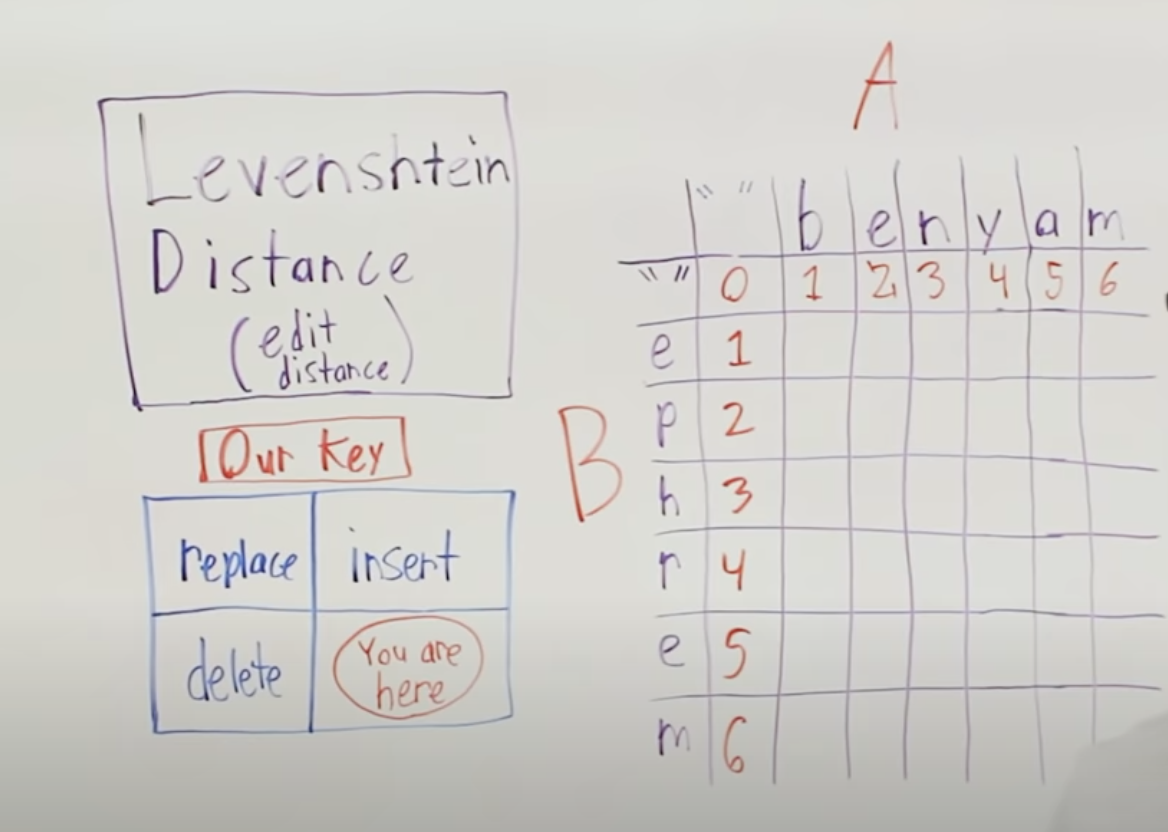 Levenshtein
Distance
(edit
distance)
Our Key
replace insert
delete You are
here
A
" " b e n y a m
" " 0 1 2 3 4 5 6
e 1
B
p 2
h 3
r 4
e 5
m 6